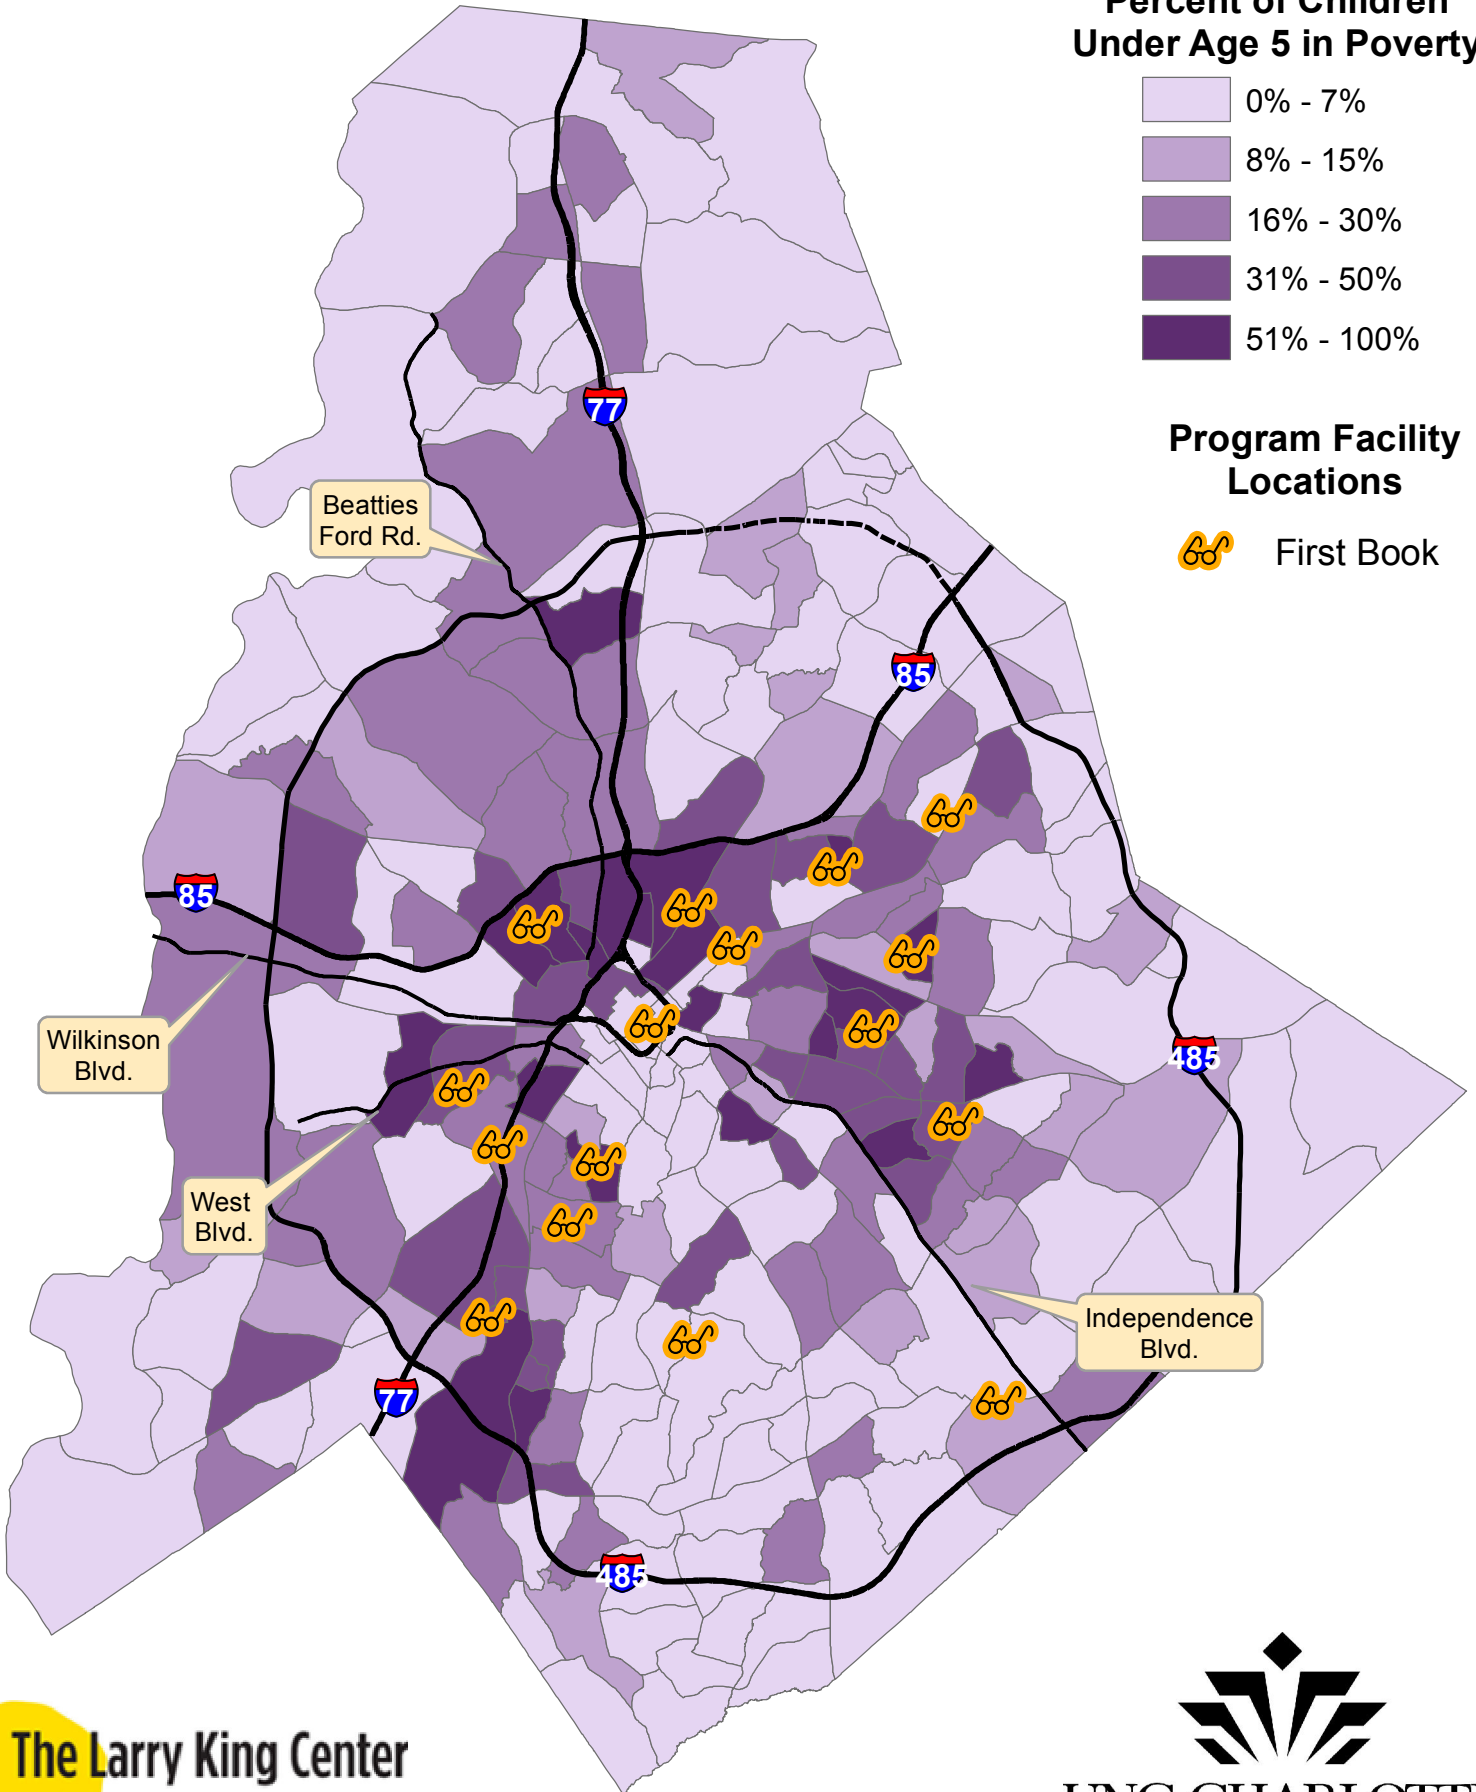 Percent of Children
Under Age 5 in Poverty
0% - 7%
8% - 15%
16% - 30%
31% - 50%
51% - 100%
Program Facility
Locations
First Book
77
Beatties
Ford Rd.
85
85
Wilkinson
Blvd.
485
West
Blvd.
Independence
Blvd.
77
485
The Larry King Center
UNC CHARLOTTE